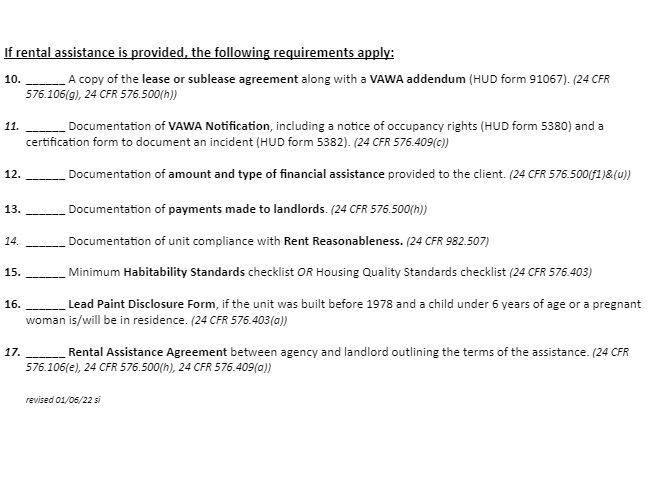 If rental assistance is provided, the following requirements apply:
10. ______ A copy of the lease or sublease agreement along with a VAWA addendum (HUD form 91067). (24 CFR
576.106(g), 24 CFR 576.500(h))
11. ______ Documentation of VAWA Notification, including a notice of occupancy rights (HUD form 5380) and a
certification form to document an incident (HUD form 5382). (24 CFR 576.409(c))
12. ______ Documentation of amount and type of financial assistance provided to the client. (24 CFR 576.500(f1)&(u))
13. ______ Documentation of payments made to landlords. (24 CFR 576.500(h))
14. ______ Documentation of unit compliance with Rent Reasonableness. (24 CFR 982.507)
15. ______ Minimum Habitability Standards checklist OR Housing Quality Standards checklist (24 CFR 576.403)
16. ______ Lead Paint Disclosure Form, if the unit was built before 1978 and a child under 6 years of age or a pregnant
woman is/will be in residence. (24 CFR 576.403(a))
17. ______ Rental Assistance Agreement between agency and landlord outlining the terms of the assistance. (24 CFR
576.106(e), 24 CFR 576.500(h), 24 CFR 576.409(a))
revised 01/06/22 si